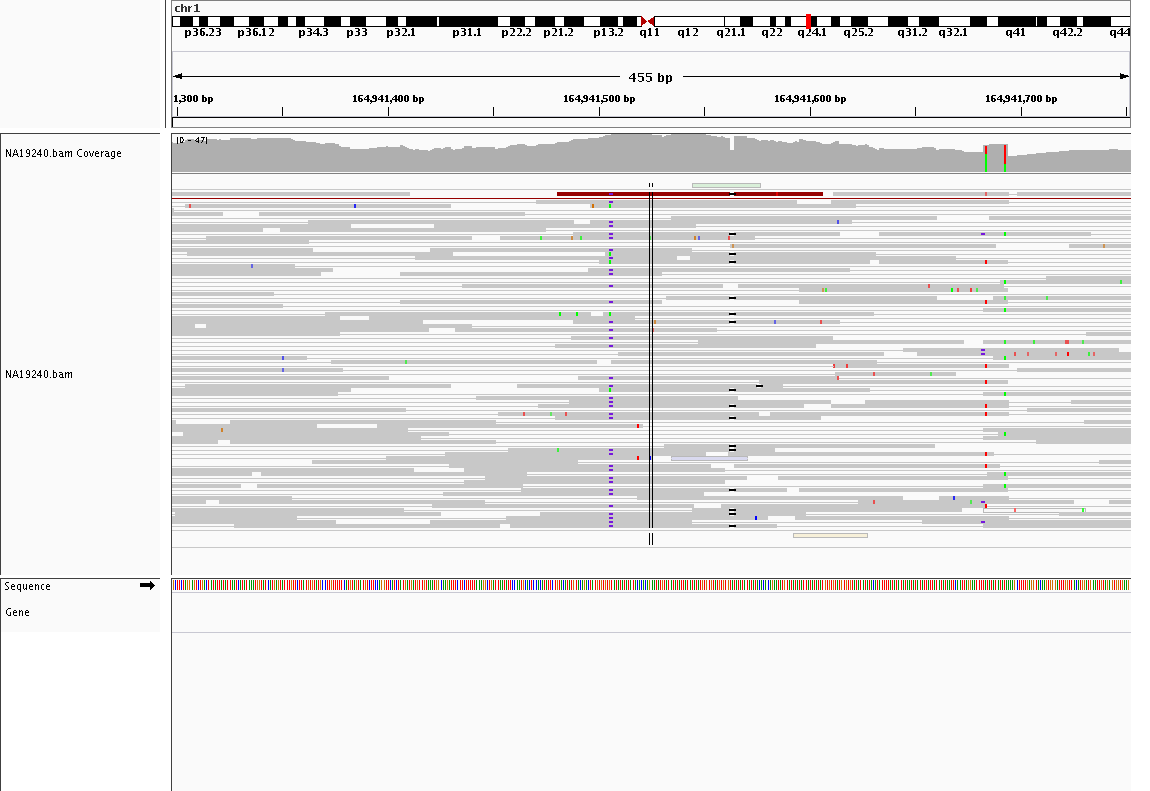 chr1
p36.23 p36.12 p34.3 p33 p32.1 p31.1 p22.2 p21.2 p13.2 q11 q12 q21.1 q22 q24.1 q25.2 q31.2 q32.1 q41 q42.2 q44
455 bp
1,300 bp 164,941,400 bp 164,941,500 bp 164,941,600 bp 164,941,700 bp
[0 - 47]
NA19240.bam Coverage
NA19240.bam
Sequence
Gene